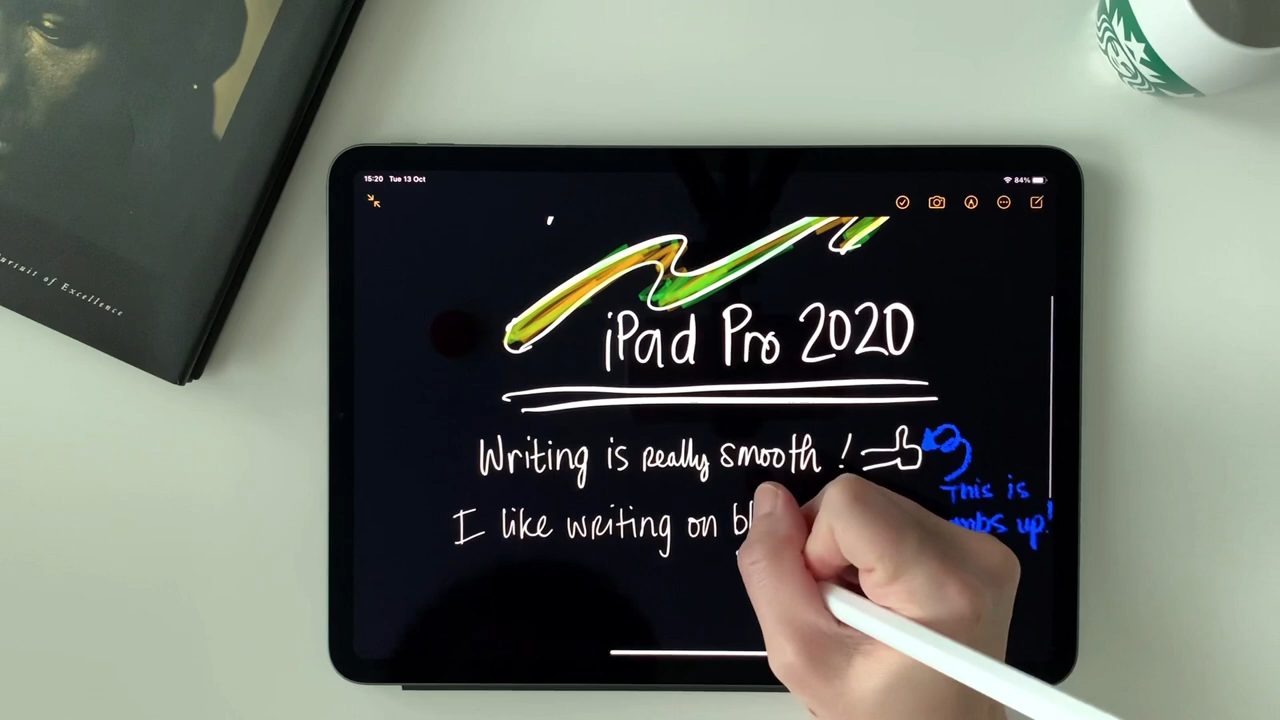 15:20 Tue 13 Oct
84%
iPad Pro 2020
Writing is really smooth !
This is
up!
I like writing on
of Excellence